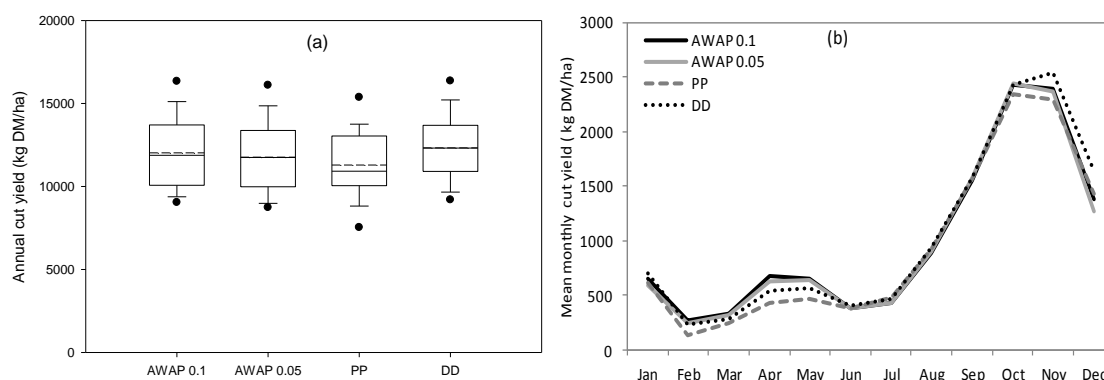 (a)
Annual cut yield (kg DM/ha)
20000
15000
10000
5000
0
AWAP 0.1 AWAP 0.05 PP DD
(b)
Mean monthly cut yield ( kg DM/ha)
3000
2500
2000
1500
1000
500
0
AWAP 0.1
AWAP 0.05
PP
DD
Jan Feb Mar Apr May Jun Jul Aug Sep Oct Nov Dec